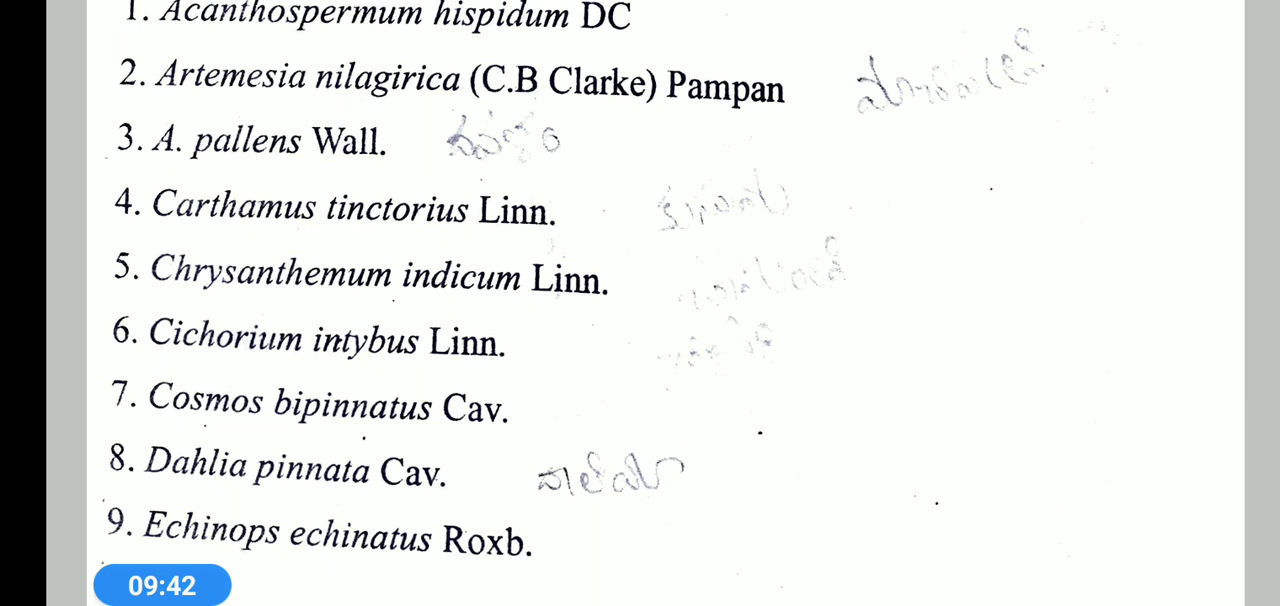 1. Acanthospermum hispidum DC
2. Artemesia nilagirica (C.B Clarke) Pampan
3. A. pallens Wall.
4. Carthamus tinctorius Linn.
5. Chrysanthemum indicum Linn.
6. Cichorium intybus Linn.
7. Cosmos bipinnatus Cav.
8. Dahlia pinnata Cav.
9. Echinops echinatus Roxb.
09:42